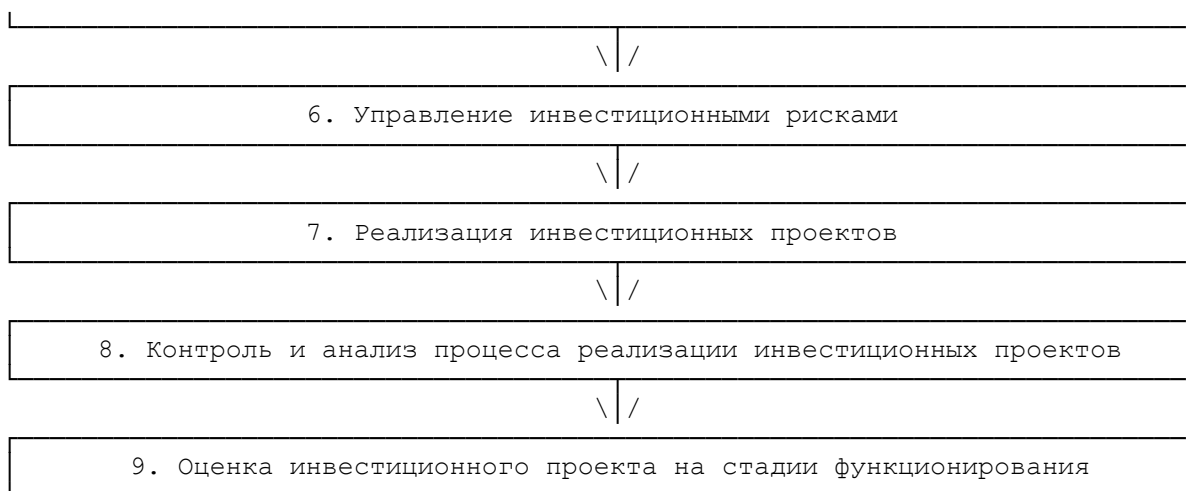 6. Управление инвестиционными рисками
7. Реализация инвестиционных проектов
8. Контроль и анализ процесса реализации инвестиционных проектов
9. Оценка инвестиционного проекта на стадии функционирования